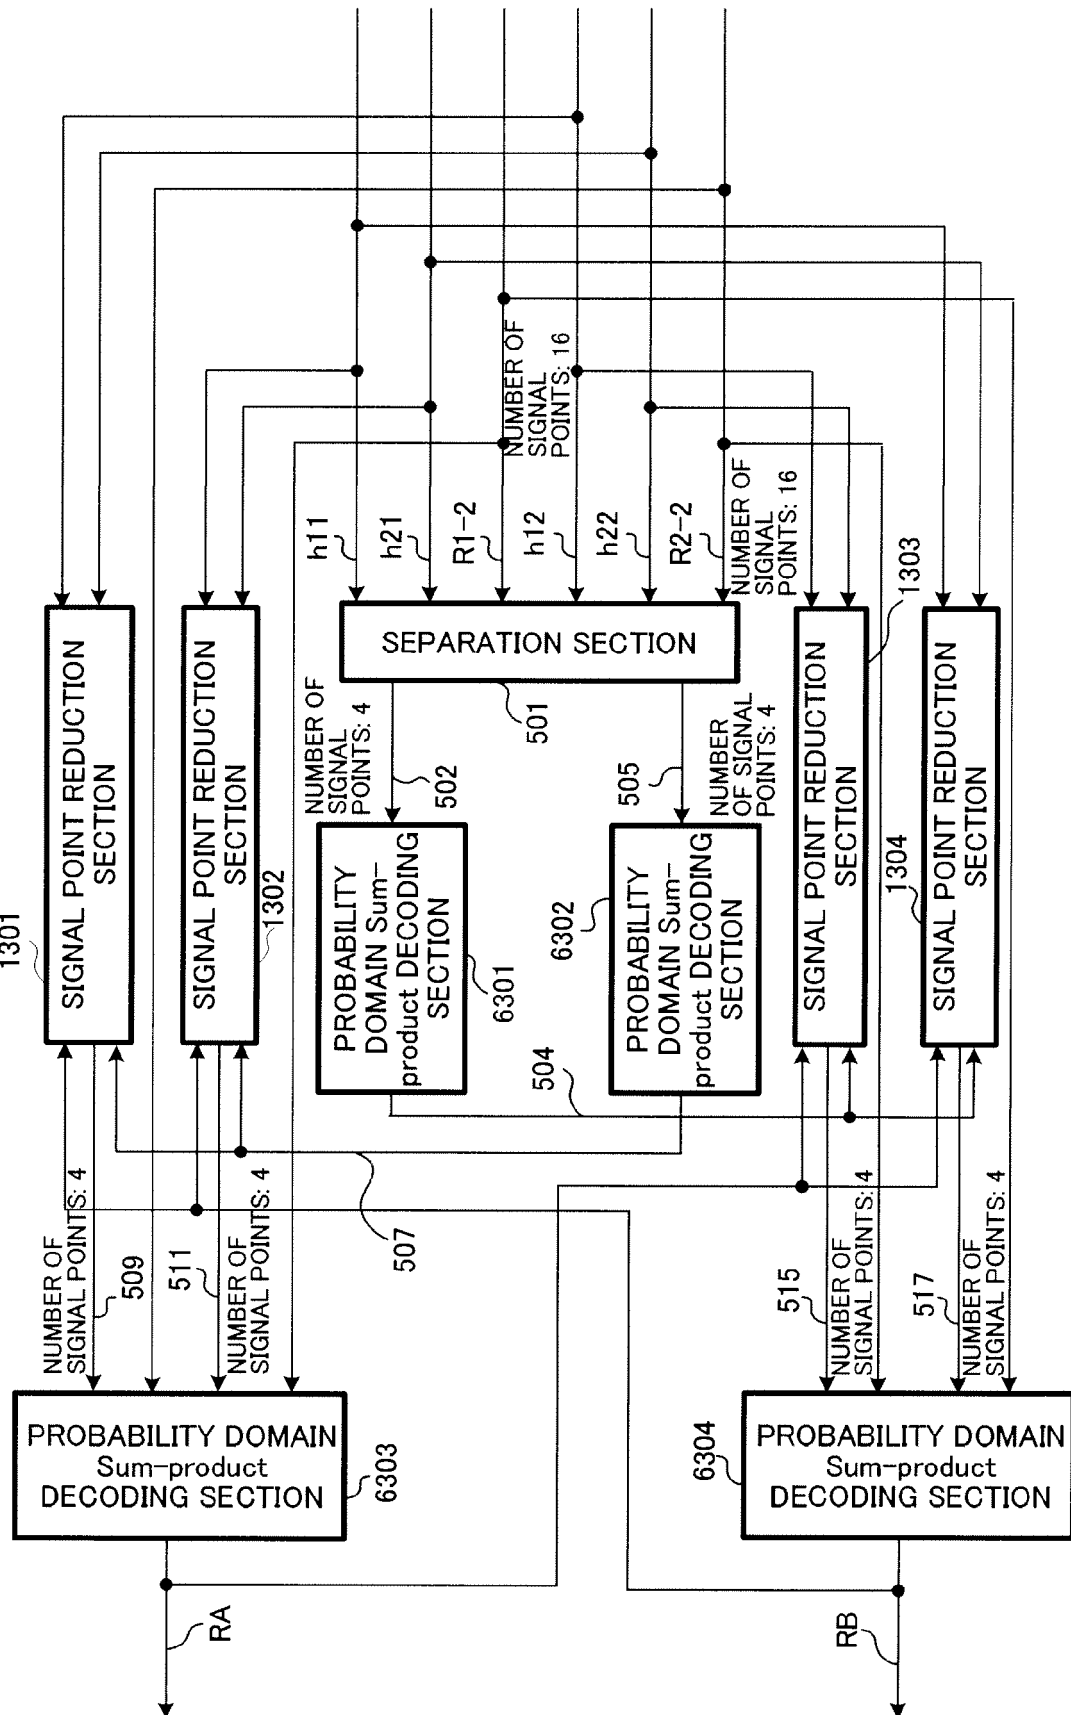 NUMBER OF
SIGNAL
POINTS: 16
h11
h21
R1-2
h12
h22
R2-2
NUMBER OF
SIGNAL
POINTS: 16
1303
SEPARATION SECTION
501
SIGNAL POINT REDUCTION
SECTION
1301
SIGNAL POINT REDUCTION
SECTION
1302
NUMBER OF
SIGNAL
POINTS: 4
502
505
NUMBER
OF SIGNAL
POINTS: 4
SIGNAL POINT REDUCTION
SECTION
SIGNAL POINT REDUCTION
SECTION
1304
PROBABILITY
DOMAIN Sum-
product DECODING
SECTION
6301
6302
PROBABILITY
DOMAIN Sum-
product DECODING
SECTION
504
507
NUMBER OF
SIGNAL POINTS: 4
509
511
NUMBER OF
SIGNAL POINTS: 4
515
NUMBER OF
SIGNAL POINTS: 4
517
NUMBER OF
SIGNAL POINTS: 4
PROBABILITY DOMAIN
Sum-product
DECODING SECTION
6303
6304
PROBABILITY DOMAIN
Sum-product
DECODING SECTION
RA
RB